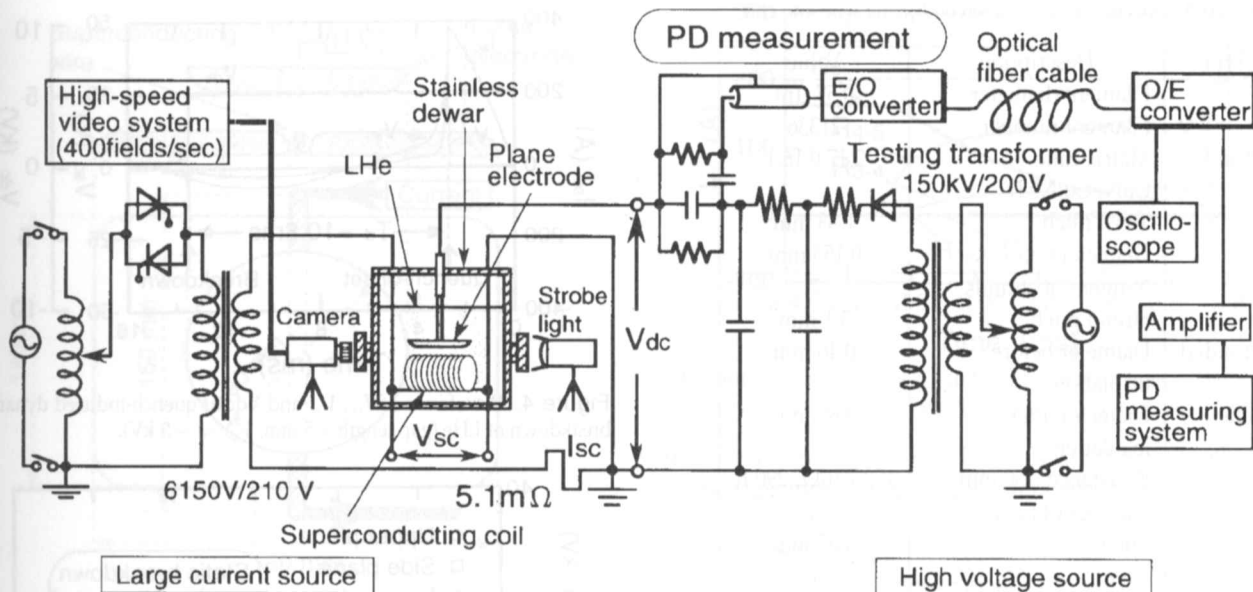 PD measurement
Optical
fiber cable
High-speed
video system
(400fields/sec)
Stainless
dewar
LHe
Plane
electrode
E/O
converter
O/E
converter
Testing transformer
150kV/200V
Oscillo-
scope
Camera
Strobe
light
Vdc
Amplifier
PD
measuring
system
Vsc
Isc
6150V/210 V
5.1mΩ
Superconducting coil
Large current source
High voltage source